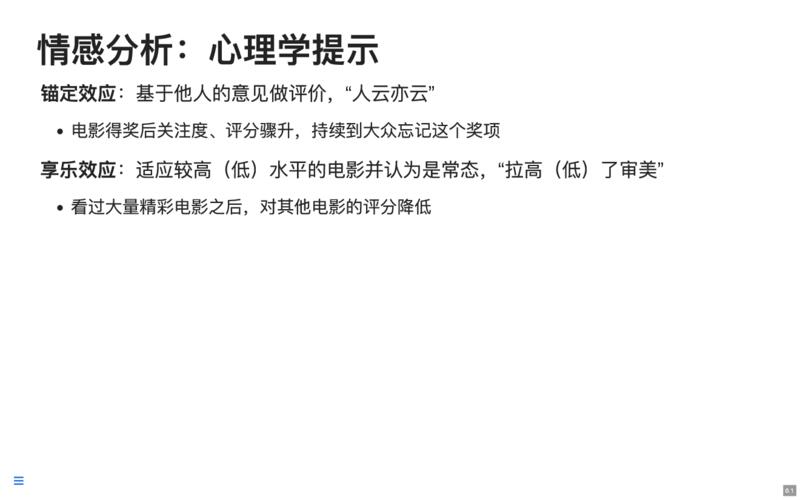 情感分析：心理学提示
锚定效应：基于他人的意见做评价，“人云亦云”
• 电影得奖后关注度、评分骤升，持续到大众忘记这个奖项
享乐效应：适应较高（低）水平的电影并认为是常态，“拉高（低）了审美”
• 看过大量精彩电影之后，对其他电影的评分降低
6.1